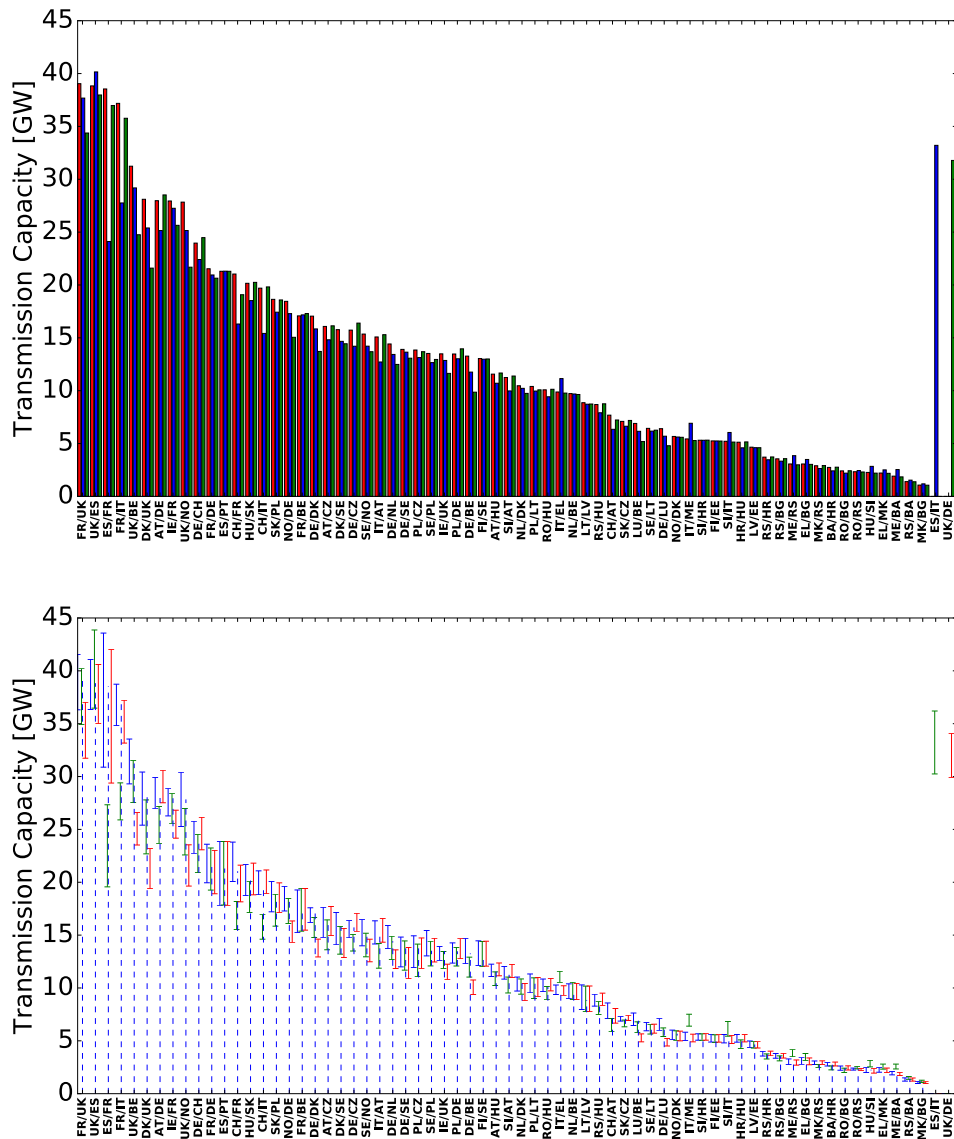 Transmission Capacity [GW]
45
40
35
30
25
20
15
10
5
0
FR/UK
UK/ES
ES/FR
FR/IT
UK/BE
DK/UK
AT/DE
IE/FR
UK/NO
DE/CH
FR/DE
ES/PT
CH/FR
HU/SK
CH/IT
SK/PL
NO/DE
FR/BE
DE/DK
AT/CZ
DK/SE
DE/CZ
SE/NO
IT/AT
DE/NL
DE/SE
PL/CZ
SE/PL
IE/UK
PL/DE
DE/BE
FI/SE
AT/HU
SI/AT
NL/DK
PL/LT
RO/HU
IT/EL
NL/BE
LT/LV
RS/HU
CH/AT
SK/CZ
LU/BE
SE/LT
DE/LU
NO/DK
IT/ME
SI/HR
FI/EE
SI/IT
HR/HU
LV/EE
RS/HR
RS/BG
ME/RS
EL/BG
MK/RS
BA/HR
RO/BG
RO/RS
HU/SI
EL/MK
ME/BA
RS/BA
MK/BG
ES/IT
UK/DE
Transmission Capacity [GW]
45
40
35
30
25
20
15
10
5
0
FR/UK
UK/ES
ES/FR
FR/IT
UK/BE
DK/UK
AT/DE
IE/FR
UK/NO
DE/CH
FR/DE
ES/PT
CH/FR
HU/SK
CH/IT
SK/PL
NO/DE
FR/BE
DE/DK
AT/CZ
DK/SE
DE/CZ
SE/NO
IT/AT
DE/NL
DE/SE
PL/CZ
SE/PL
IE/UK
PL/DE
DE/BE
FI/SE
AT/HU
SI/AT
NL/DK
PL/LT
RO/HU
IT/EL
NL/BE
LT/LV
RS/HU
CH/AT
SK/CZ
LU/BE
SE/LT
DE/LU
NO/DK
IT/ME
SI/HR
FI/EE
SI/IT
HR/HU
LV/EE
RS/HR
RS/BG
ME/RS
EL/BG
MK/RS
BA/HR
RO/BG
RO/RS
HU/SI
EL/MK
ME/BA
RS/BA
MK/BG
ES/IT
UK/DE